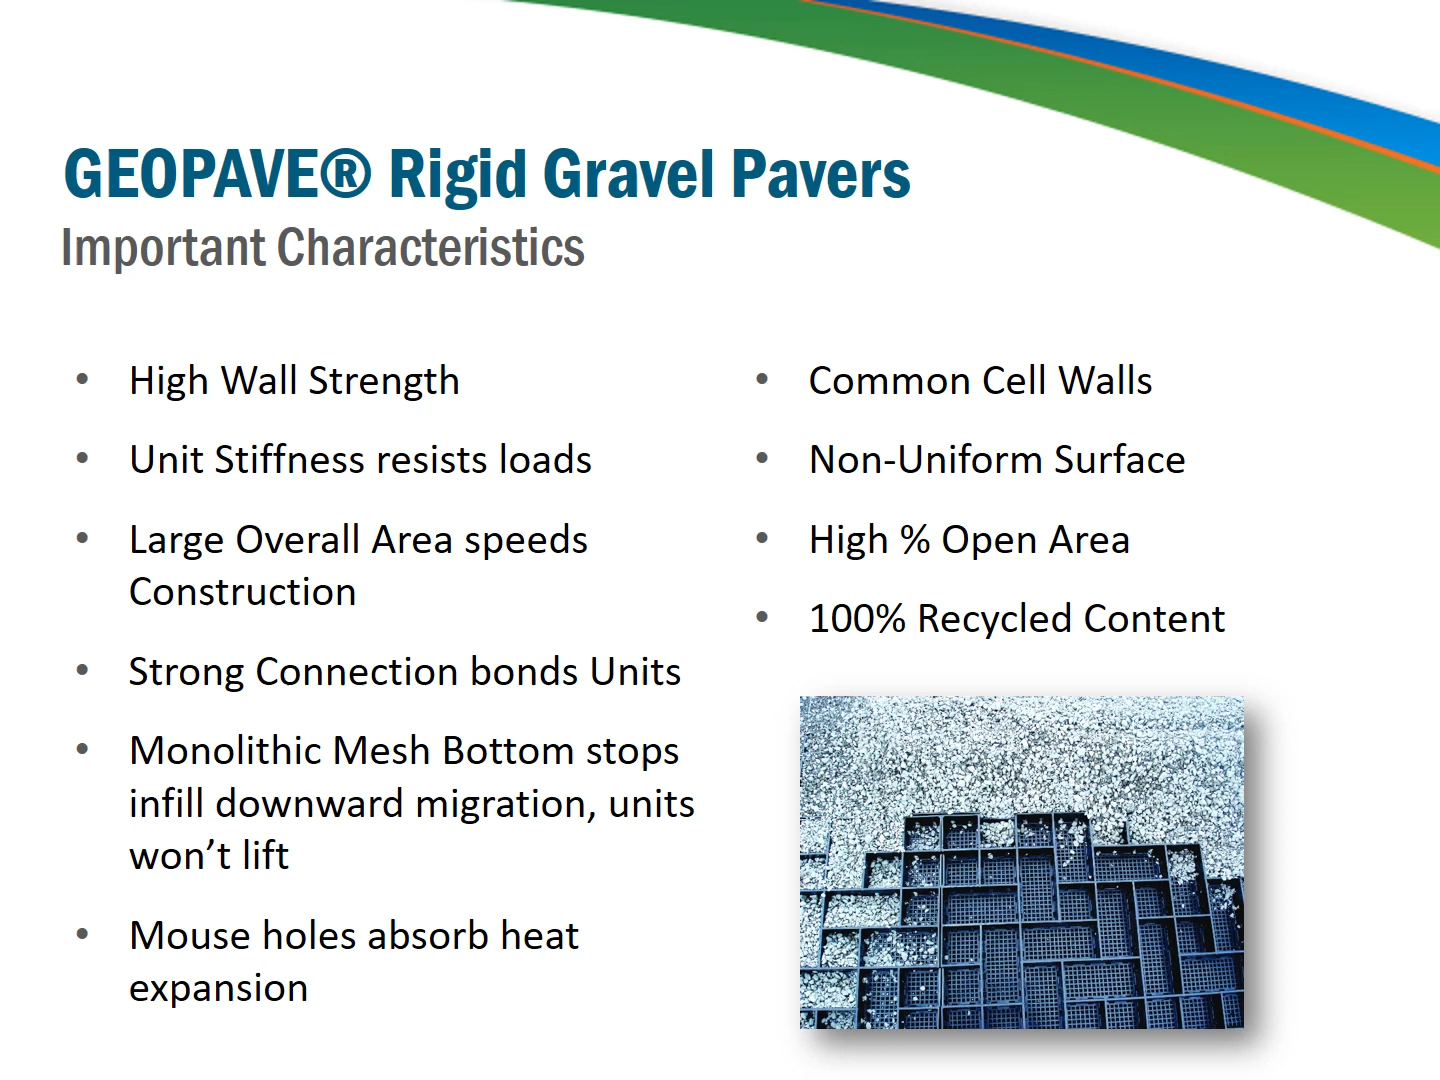 GEOPAVE® Rigid Gravel Pavers
Important Characteristics
• High Wall Strength
• Unit Stiffness resists loads
• Large Overall Area speeds
Construction
• Strong Connection bonds Units
• Monolithic Mesh Bottom stops
infill downward migration, units
won’t lift
• Mouse holes absorb heat
expansion
• Common Cell Walls
• Non-Uniform Surface
• High % Open Area
• 100% Recycled Content